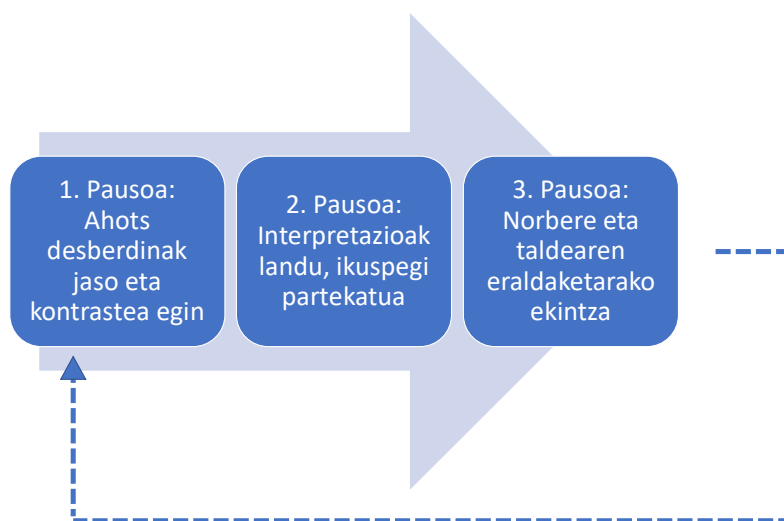 1. Pausoa:
Ahots
desberdinak
jaso eta
kontrastea egin
2. Pausoa:
Interpretazioak
landu, ikuspegi
partekatua
3. Pausoa:
Norbere eta
taldearen
eraldaketarako
ekintza